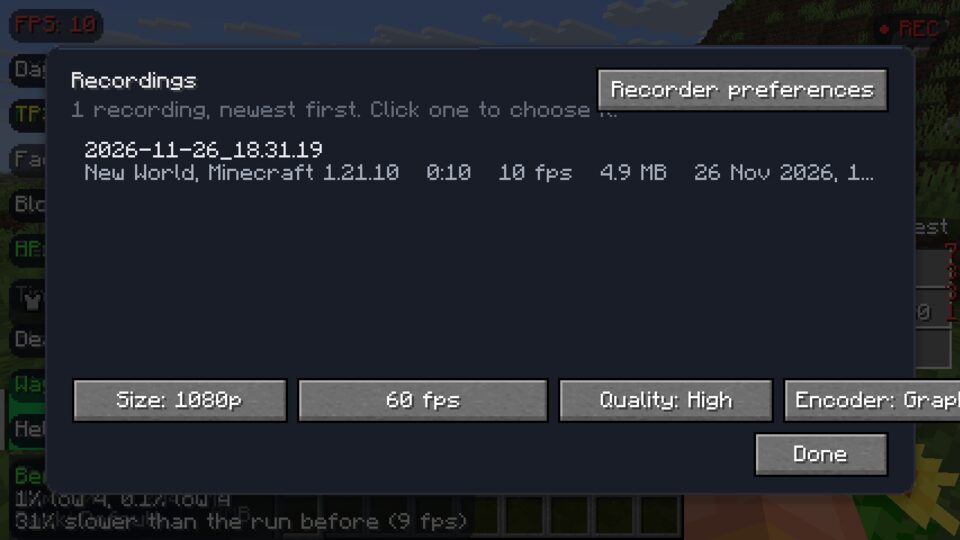 FPS: 10
REC
Recordings
Recorder preferences
1 recording, newest first. Click one to choose it.
2026-11-26_18.31.19
New World, Minecraft 1.21.10 0:10 10 fps 4.9 MB 26 Nov 2026, 1...
Size: 1080p
60 fps
Quality: High
Encoder: Grap
Done
1% low 4, 0.1% low 4
31% slower than the run before (9 fps)